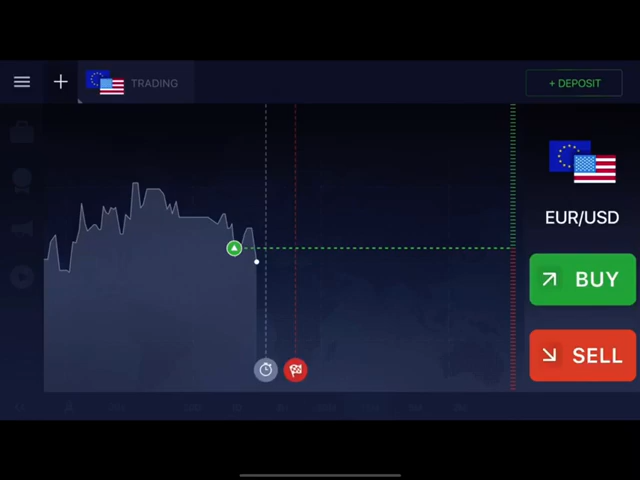 TRADING
+ DEPOSIT
EUR/USD
BUY
SELL